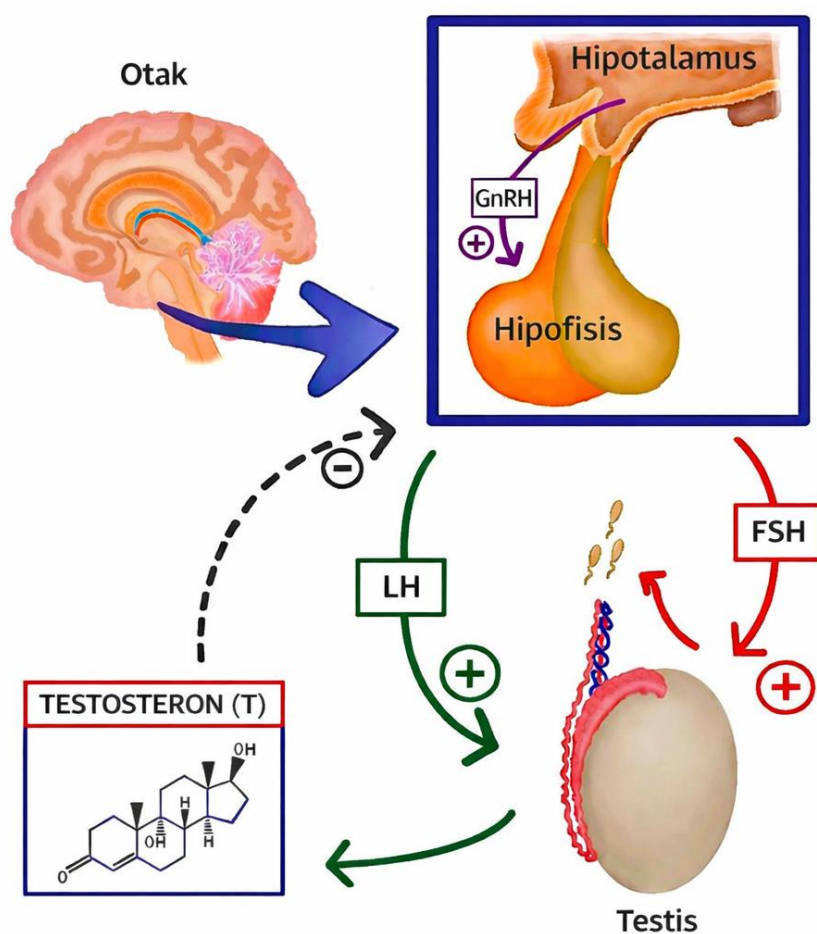 Otak
Hipotalamus
GnRH
+
Hipofisis
−
LH
+
FSH
+
TESTOSTERON (T)
OH
H
OH
H
O
Testis